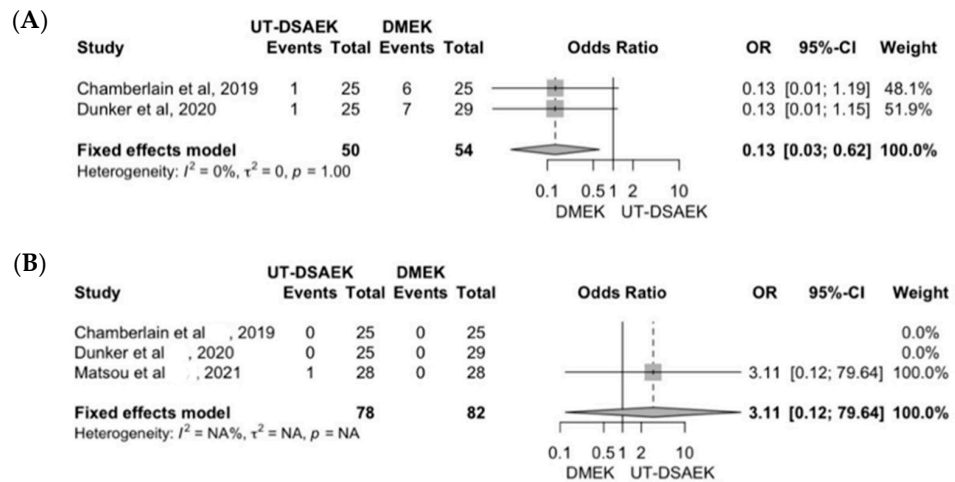 (A)
UT-DSAEK DMEK
Study Events Total Events Total Odds Ratio OR 95%-CI Weight
Chamberlain et al, 2019 1 25 6 25 0.13 [0.01; 1.19] 48.1%
Dunker et al, 2020 1 25 7 29 0.13 [0.01; 1.15] 51.9%
Fixed effects model 50 54 0.13 [0.03; 0.62] 100.0%
Heterogeneity: I² = 0%, τ² = 0, p = 1.00
0.1 0.5 1 2 10
DMEK UT-DSAEK
(B)
UT-DSAEK DMEK
Study Events Total Events Total Odds Ratio OR 95%-CI Weight
Chamberlain et al , 2019 0 25 0 25 0.0%
Dunker et al , 2020 0 25 0 29 0.0%
Matsou et al , 2021 1 28 0 28 3.11 [0.12; 79.64] 100.0%
Fixed effects model 78 82 3.11 [0.12; 79.64] 100.0%
Heterogeneity: I² = NA%, τ² = NA, p = NA
0.1 0.5 1 2 10
DMEK UT-DSAEK